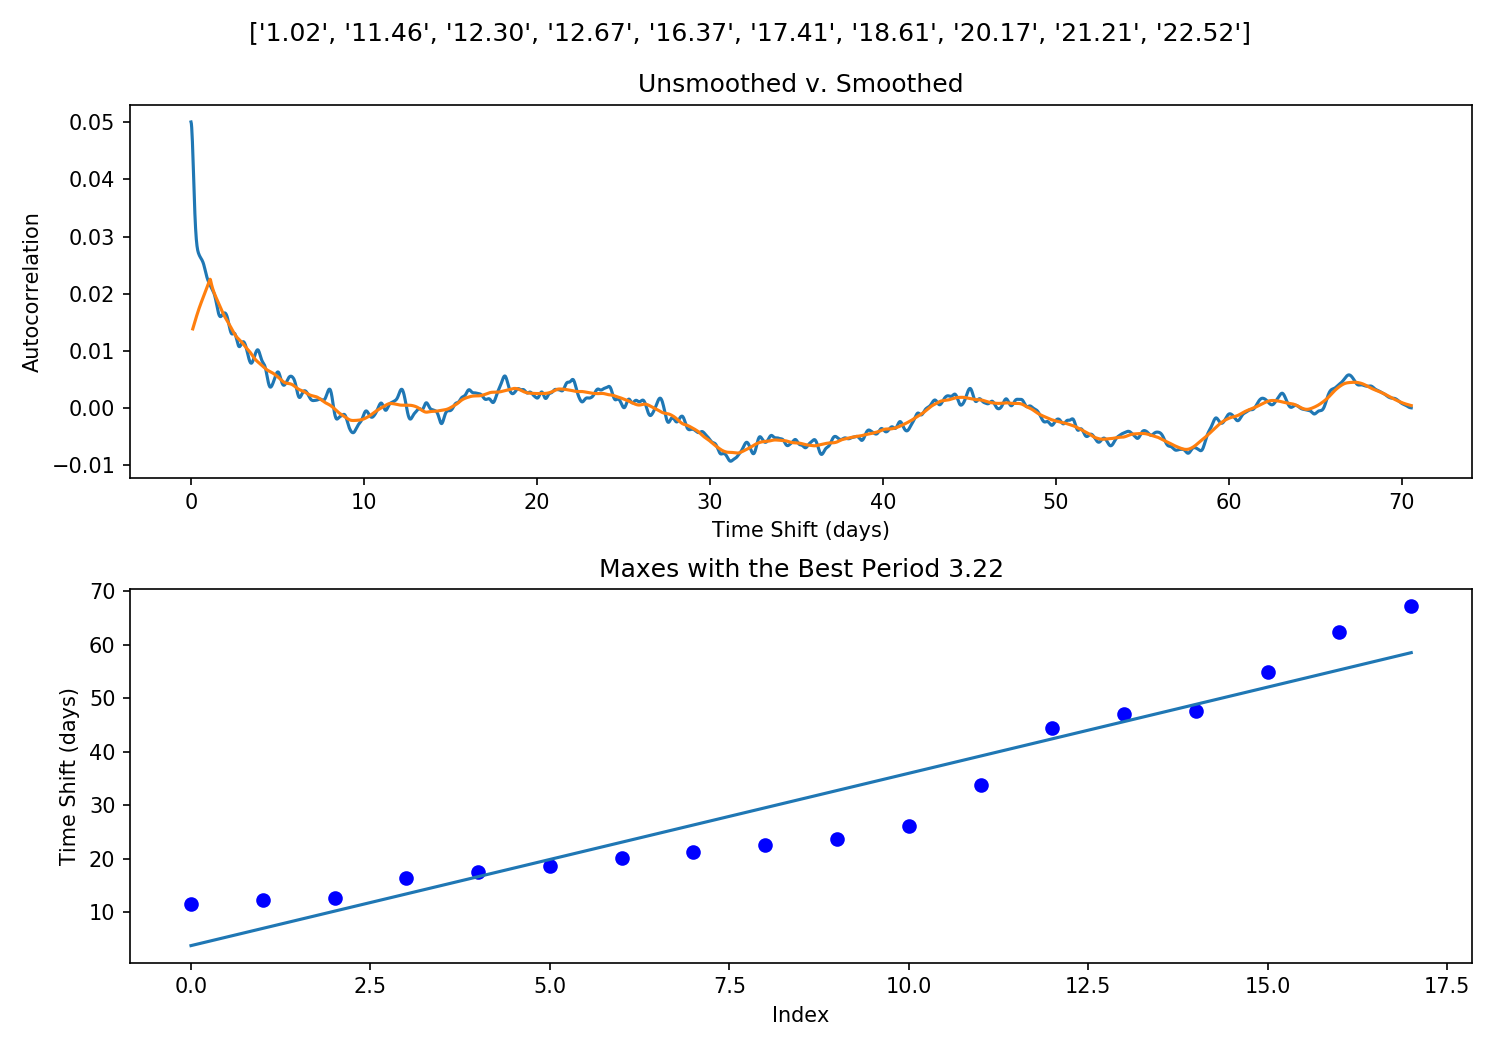 ['1.02', '11.46', '12.30', '12.67', '16.37', '17.41', '18.61', '20.17', '21.21', '22.52']
Unsmoothed v. Smoothed
Autocorrelation
0.05
0.04
0.03
0.02
0.01
0.00
−0.01
0 10 20 30 40 50 60 70
Time Shift (days)
Maxes with the Best Period 3.22
Time Shift (days)
70
60
50
40
30
20
10
0.0 2.5 5.0 7.5 10.0 12.5 15.0 17.5
Index